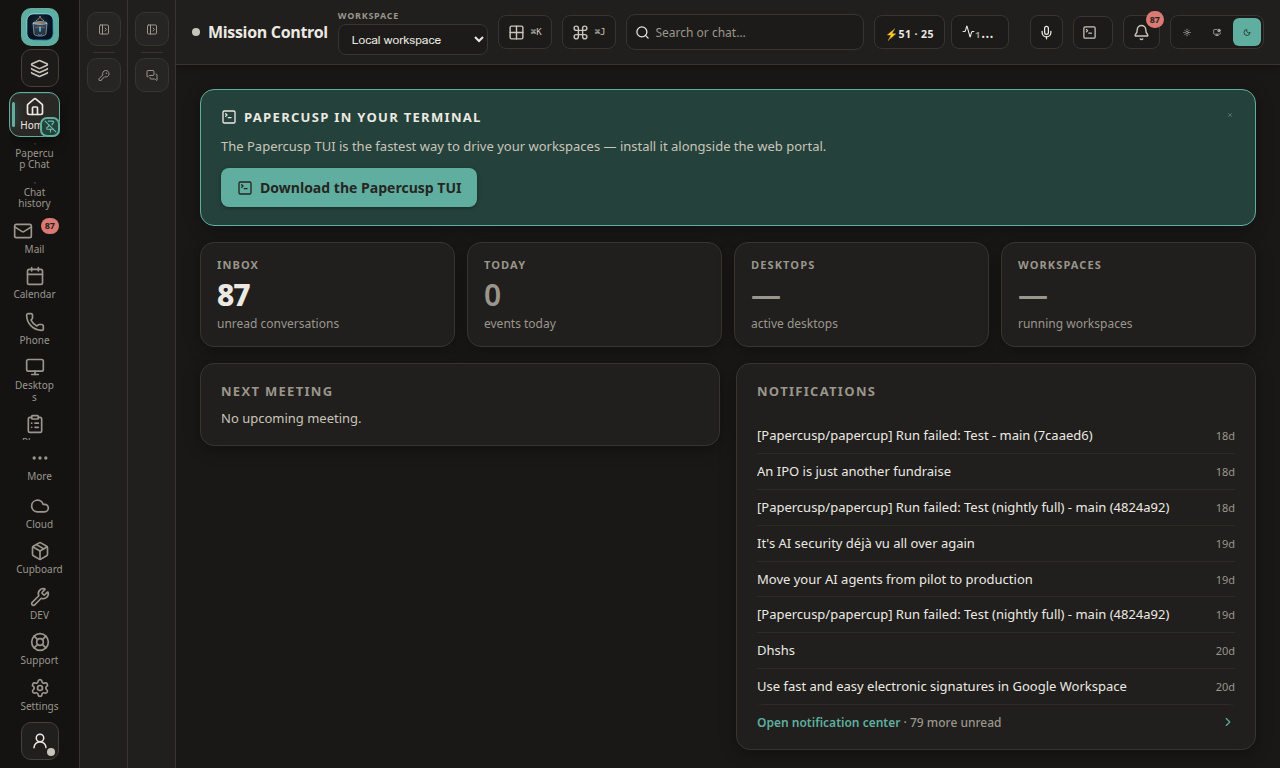 WORKSPACE
Mission Control
Local workspace
⌘K
⌘J
Search or chat...
⚡51 · 25
1...
87
Home
Papercu
p Chat
Chat
history
87
Mail
Calendar
Phone
Desktop
s
More
Cloud
Cupboard
DEV
Support
Settings
PAPERCUSP IN YOUR TERMINAL
×
The Papercusp TUI is the fastest way to drive your workspaces — install it alongside the web portal.
Download the Papercusp TUI
INBOX
87
unread conversations
TODAY
0
events today
DESKTOPS
—
active desktops
WORKSPACES
—
running workspaces
NEXT MEETING
No upcoming meeting.
NOTIFICATIONS
[Papercusp/papercup] Run failed: Test - main (7caaed6) 18d
An IPO is just another fundraise 18d
[Papercusp/papercup] Run failed: Test (nightly full) - main (4824a92) 18d
It's AI security déjà vu all over again 19d
Move your AI agents from pilot to production 19d
[Papercusp/papercup] Run failed: Test (nightly full) - main (4824a92) 19d
Dhshs 20d
Use fast and easy electronic signatures in Google Workspace 20d
Open notification center · 79 more unread